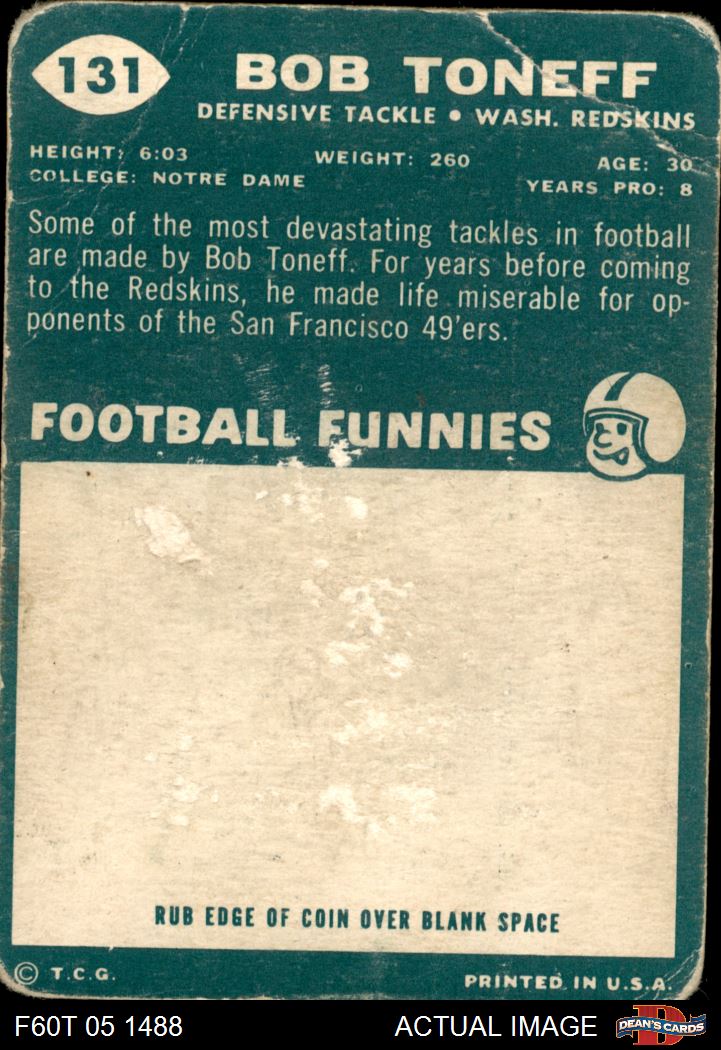 131
BOB TONEFF
DEFENSIVE TACKLE • WASH. REDSKINS
HEIGHT: 6:03 WEIGHT: 260 AGE: 30
COLLEGE: NOTRE DAME YEARS PRO: 8
Some of the most devastating tackles in football
are made by Bob Toneff. For years before coming
to the Redskins, he made life miserable for op-
ponents of the San Francisco 49'ers.
FOOTBALL FUNNIES
RUB EDGE OF COIN OVER BLANK SPACE
© T.C.G. PRINTED IN U.S.A.
F60T 05 1488 ACTUAL IMAGE D DEAN'S CARDS